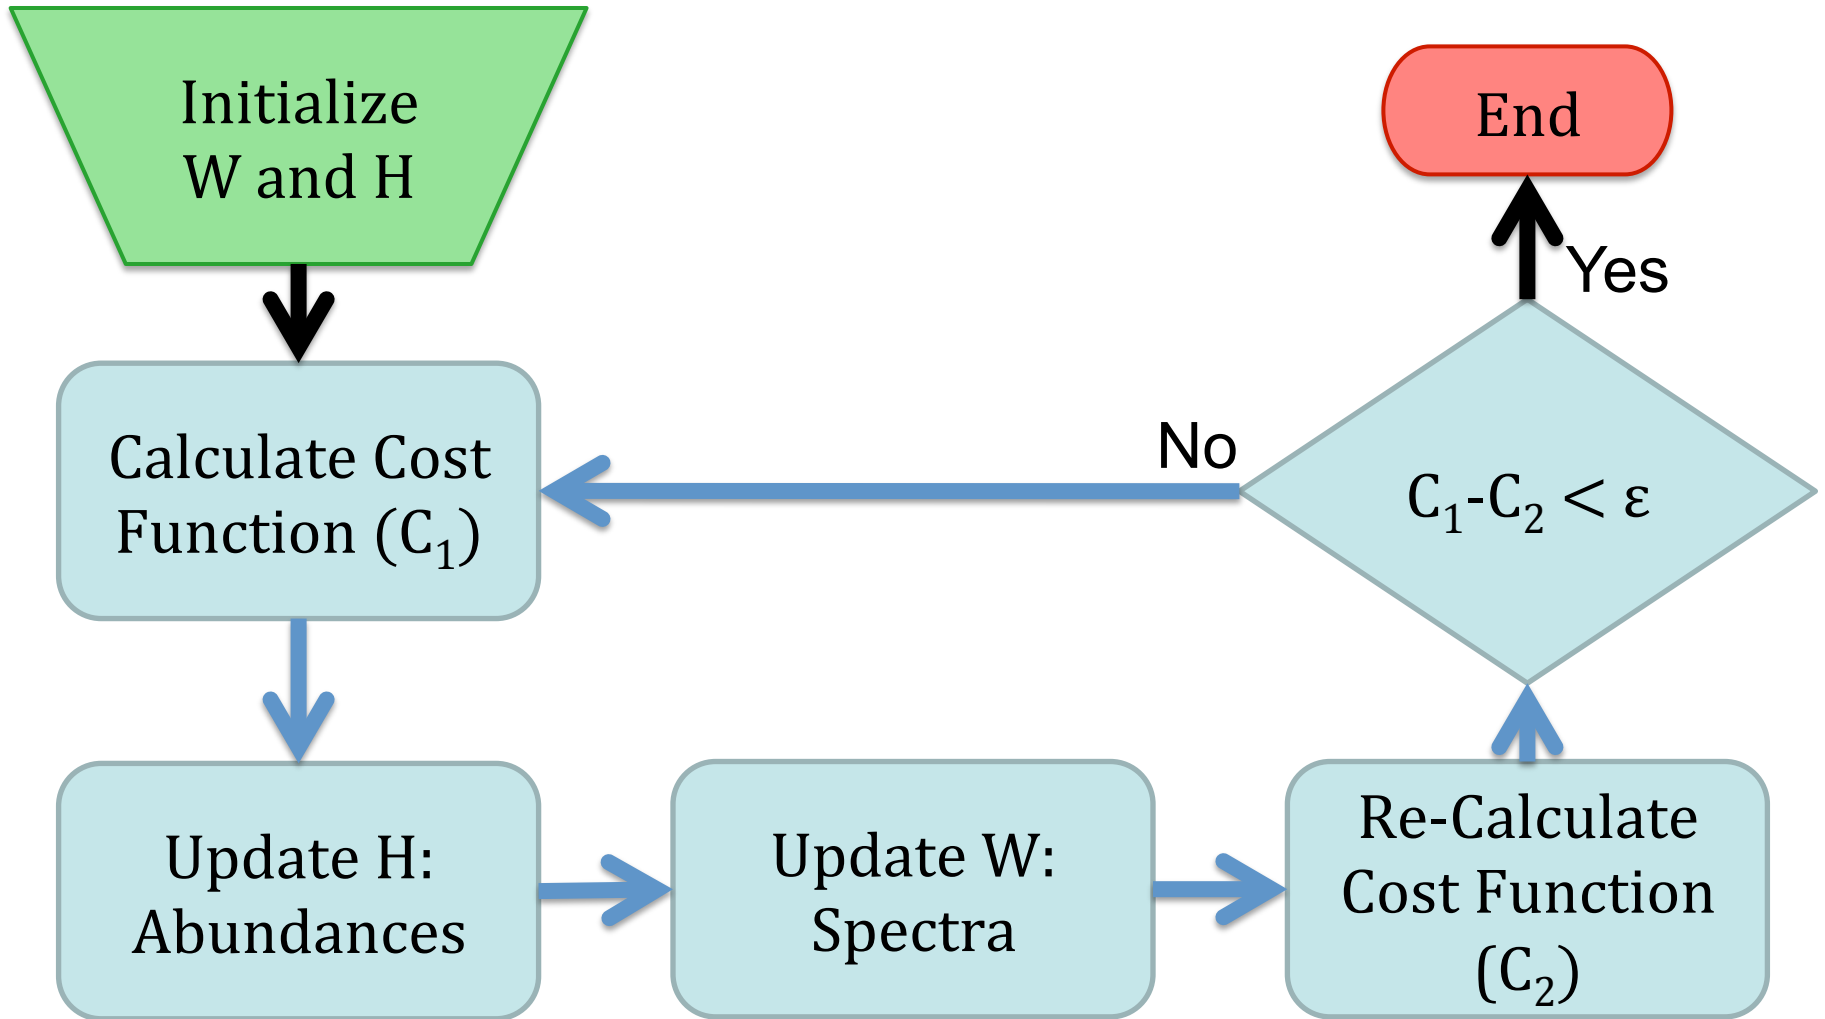 Initialize
W and H
End
Yes
Calculate Cost
Function (C₁)
No
C₁-C₂ < ε
Update H:
Abundances
Update W:
Spectra
Re-Calculate
Cost Function
(C₂)